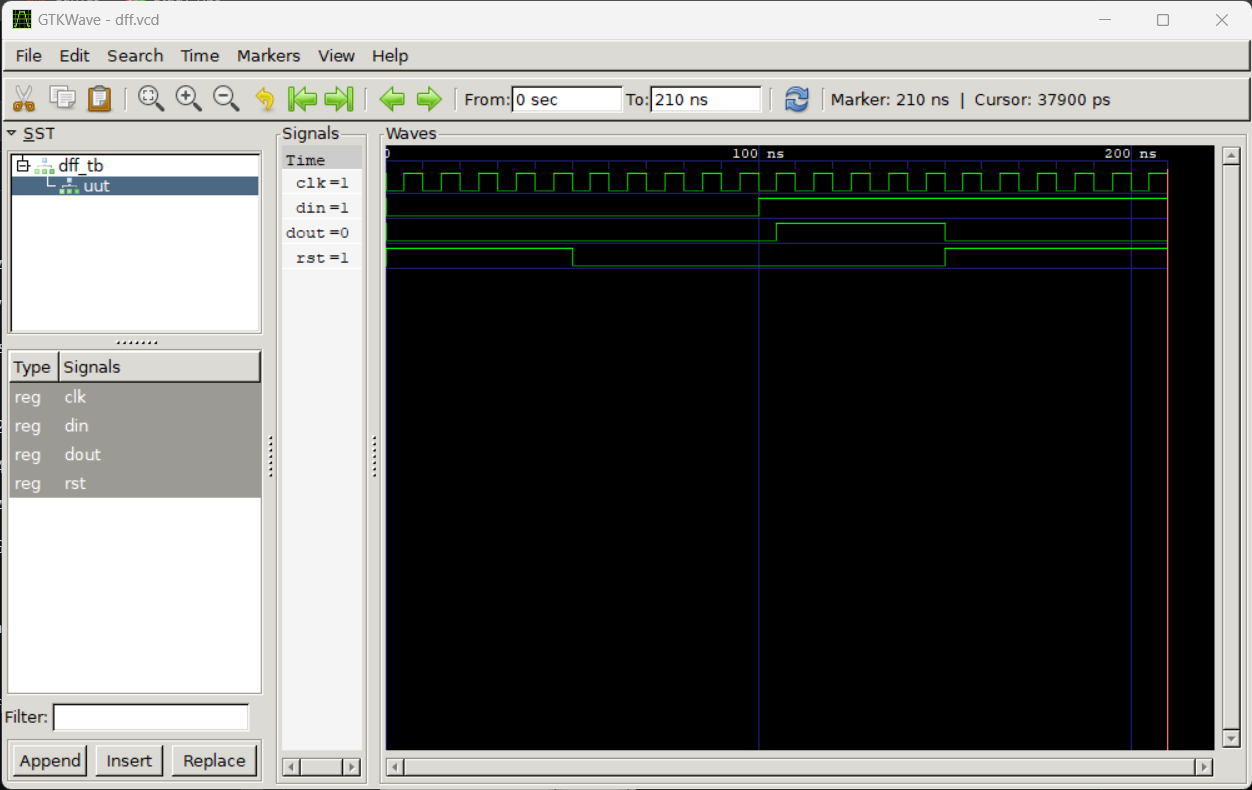 GTKWave - dff.vcd
File Edit Search Time Markers View Help
From: 0 sec To: 210 ns Marker: 210 ns | Cursor: 37900 ps
SST
dff_tb
uut
Type Signals
reg clk
reg din
reg dout
reg rst
Filter:
Append Insert Replace
Signals
Time
clk =1
din =1
dout =0
rst =1
Waves
0 100 ns 200 ns